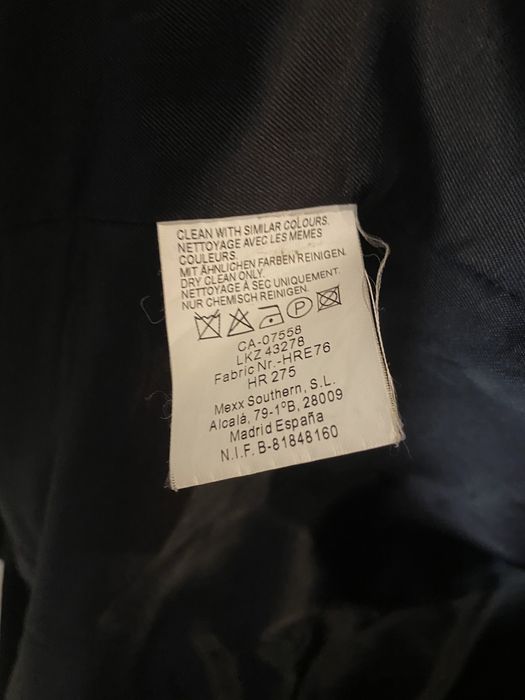 CLEAN WITH SIMILAR COLOURS.
NETTOYAGE AVEC LES MEMES
COULEURS.
MIT ÄHNLICHEN FARBEN REINIGEN.
DRY CLEAN ONLY.
NETTOYAGE À SEC UNIQUEMENT.
NUR CHEMISCH REINIGEN.
P
CA-07558
LKZ 43278
Fabric Nr.-HRE76
HR 275
Mexx Southern, S.L.
Alcalá, 79-1ºB, 28009
Madrid España
N.I.F. B-81848160